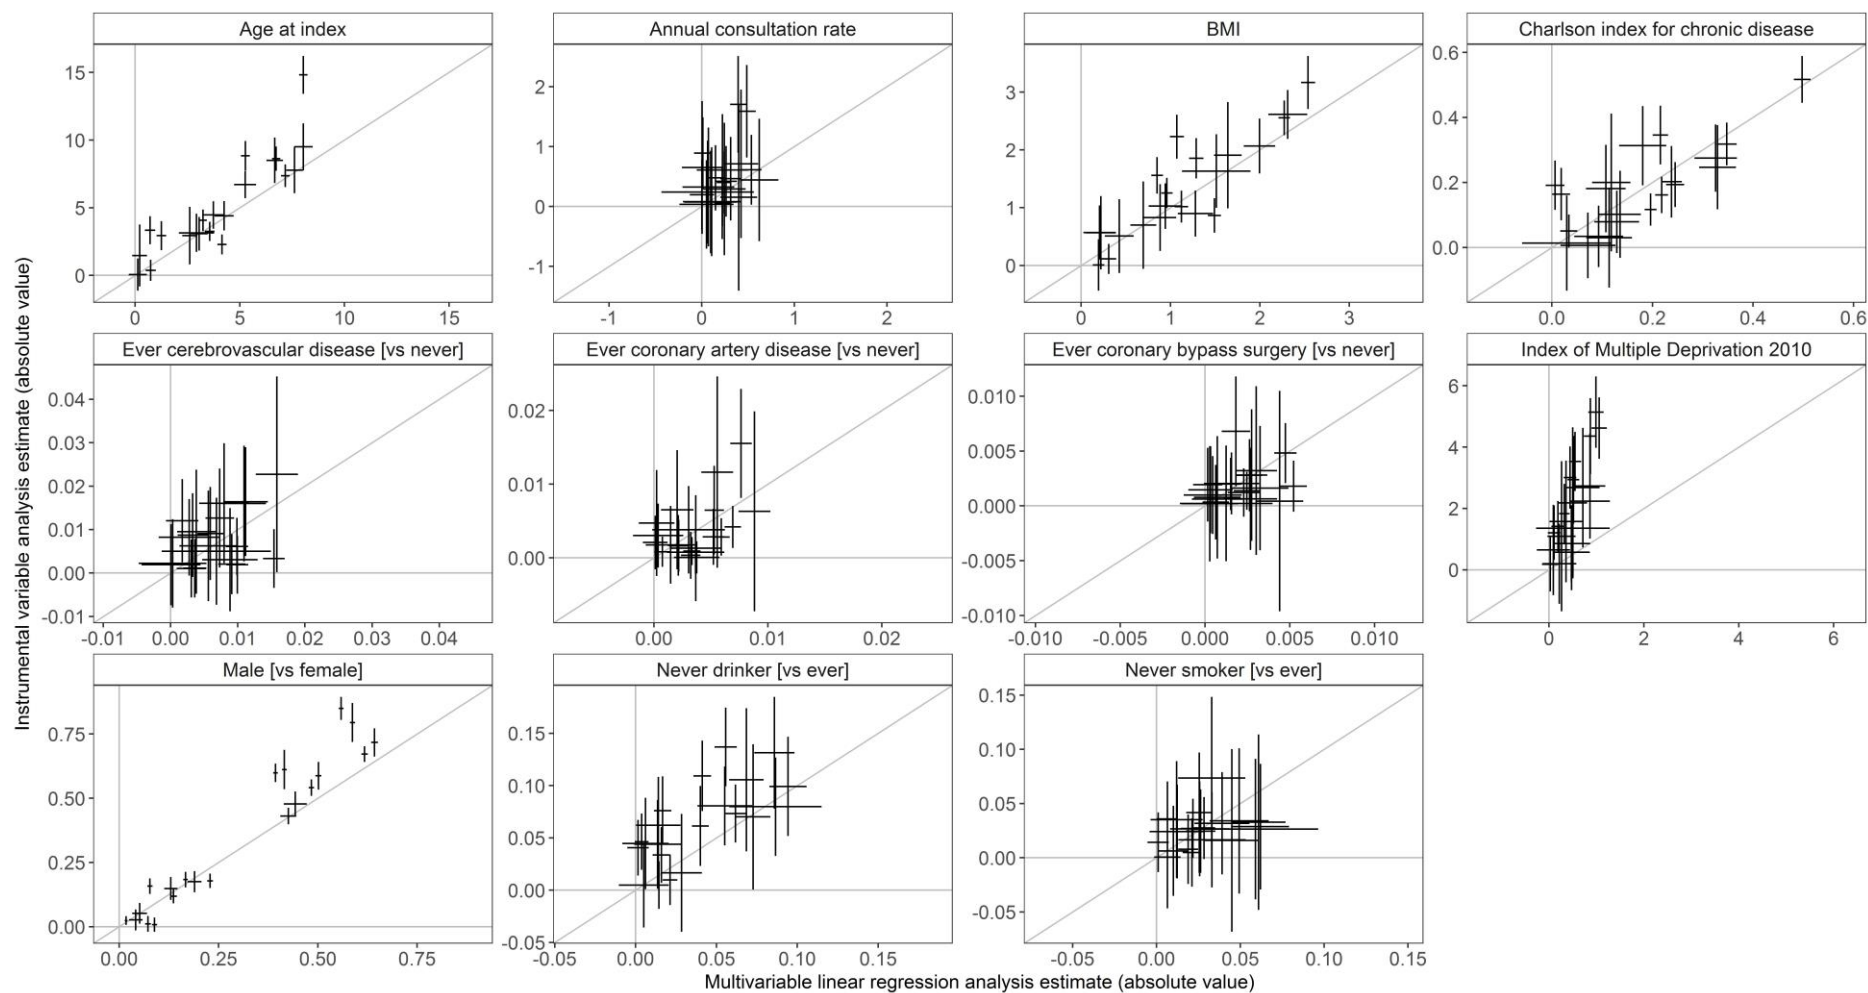 Age at index
Annual consultation rate
BMI
Charlson index for chronic disease
15
10
5
0
0 5 10 15
2
1
0
-1
-1 0 1 2
3
2
1
0
0 1 2 3
0.6
0.4
0.2
0.0
0.0 0.2 0.4 0.6
Ever cerebrovascular disease [vs never]
Ever coronary artery disease [vs never]
Ever coronary bypass surgery [vs never]
Index of Multiple Deprivation 2010
0.04
0.03
0.02
0.01
0.00
-0.01
-0.01 0.00 0.01 0.02 0.03 0.04
0.02
0.01
0.00
0.00 0.01 0.02
0.010
0.005
0.000
-0.005
-0.010
-0.010 -0.005 0.000 0.005 0.010
6
4
2
0
0 2 4 6
Male [vs female]
Never drinker [vs ever]
Never smoker [vs ever]
0.75
0.50
0.25
0.00
0.00 0.25 0.50 0.75
0.15
0.10
0.05
0.00
-0.05
-0.05 0.00 0.05 0.10 0.15
0.15
0.10
0.05
0.00
-0.05
-0.05 0.00 0.05 0.10 0.15
Instrumental variable analysis estimate (absolute value)
Multivariable linear regression analysis estimate (absolute value)